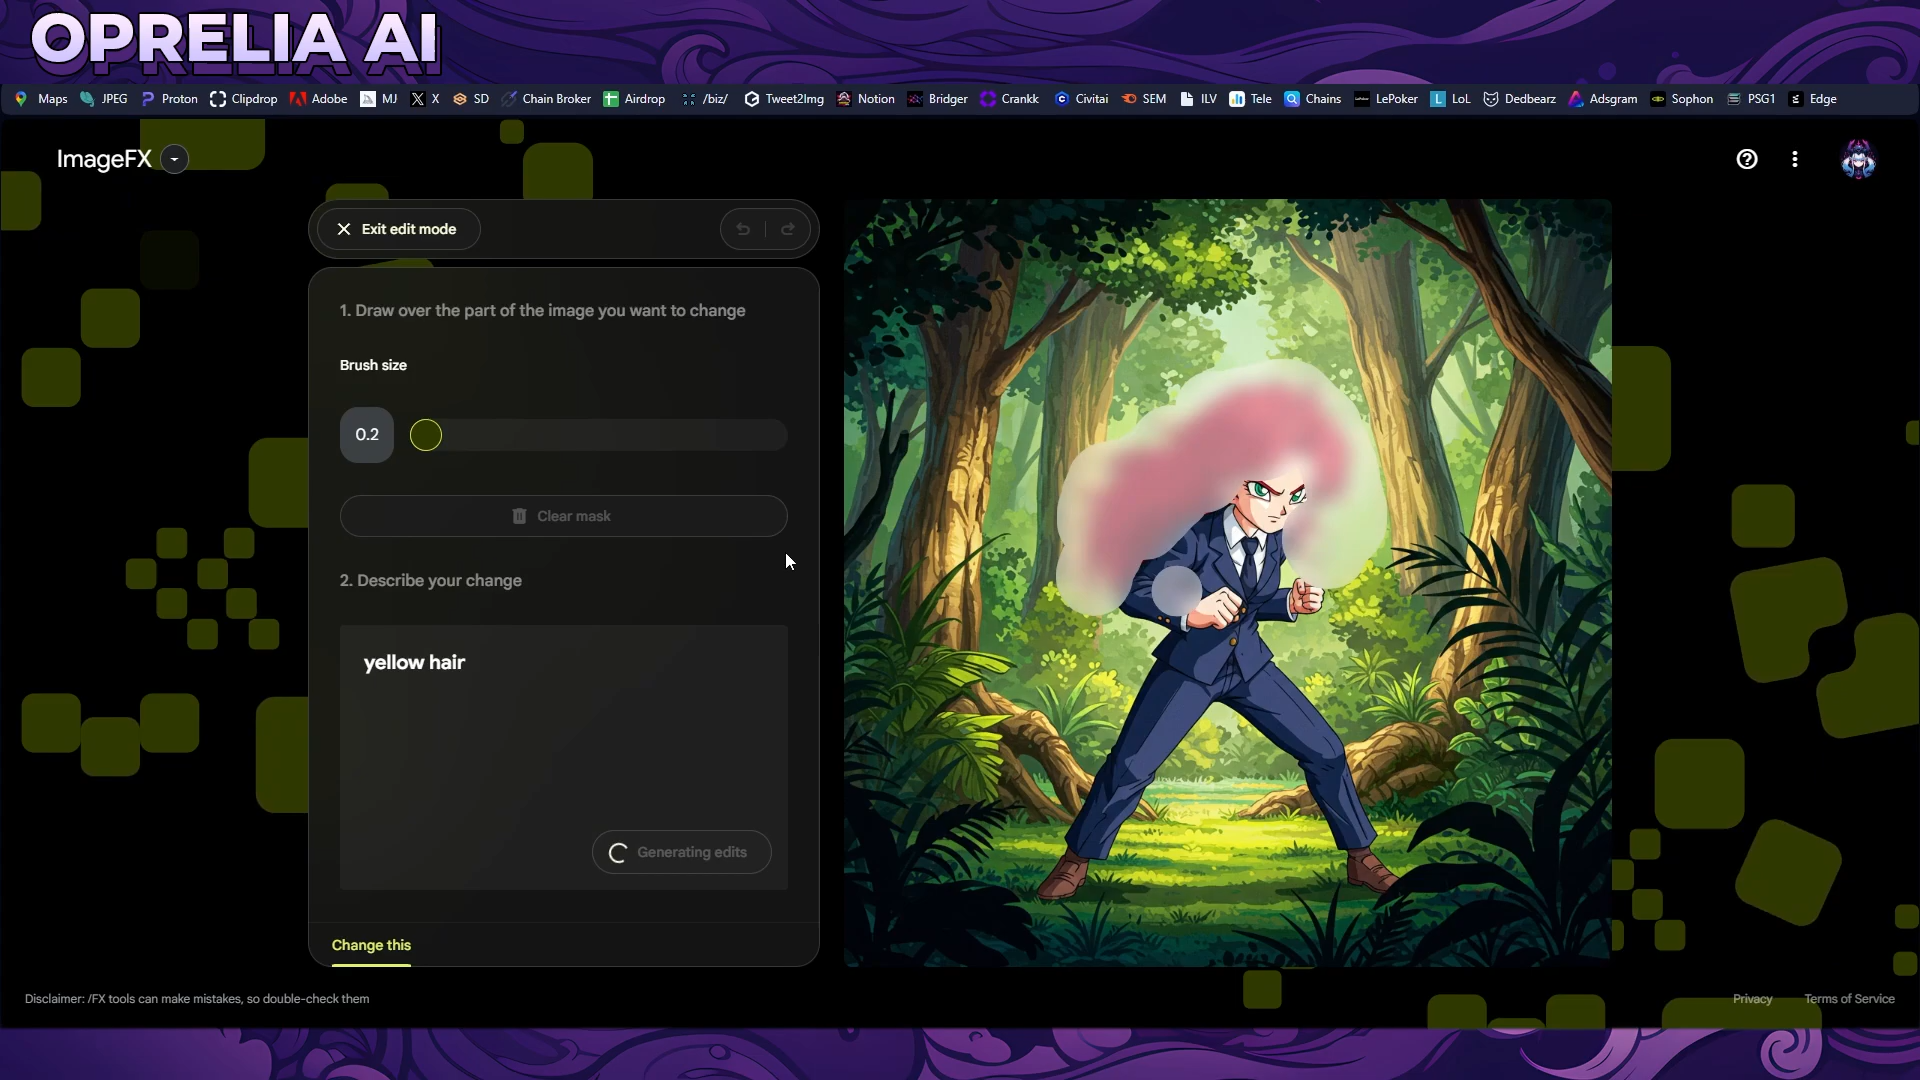 OPRELIA AI
Maps JPEG Proton Clipdrop Adobe MJ X SD Chain Broker Airdrop /biz/ Tweet2Img Notion Bridger Crankk Civitai SEM ILV Tele Chains LePoker LoL Dedbearz Adsgram Sophon PSG1 Edge
ImageFX
Exit edit mode
1. Draw over the part of the image you want to change
Brush size
0.2
Clear mask
2. Describe your change
yellow hair
Generating edits
Change this
Disclaimer: /FX tools can make mistakes, so double-check them
Privacy Terms of Service